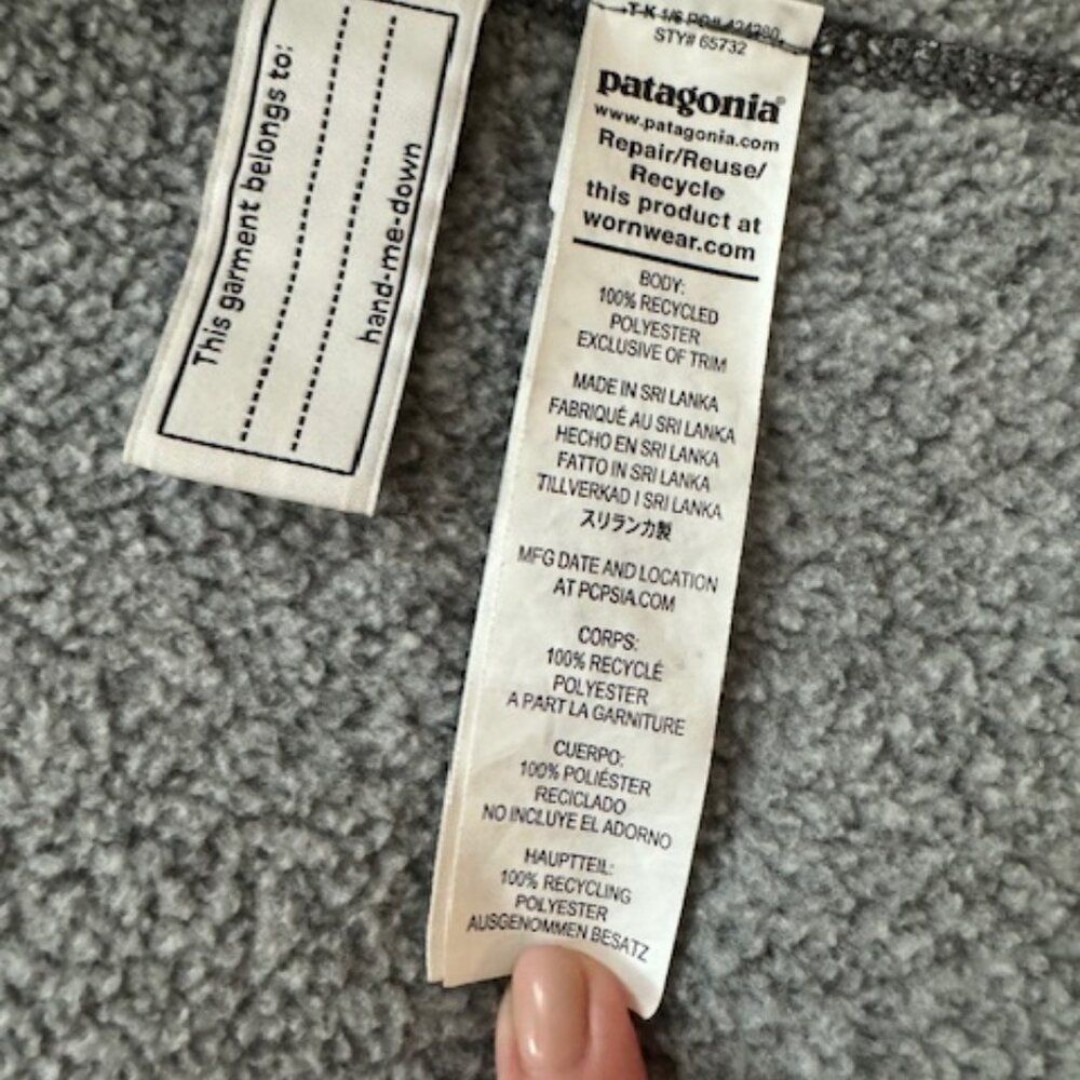 This garment belongs to:
hand-me-down
T-K 1/6 PO# 424280
STY# 65732
patagonia®
www.patagonia.com
Repair/Reuse/
Recycle
this product at
wornwear.com
BODY:
100% RECYCLED
POLYESTER
EXCLUSIVE OF TRIM
MADE IN SRI LANKA
FABRIQUÉ AU SRI LANKA
HECHO EN SRI LANKA
FATTO IN SRI LANKA
TILLVERKAD I SRI LANKA
スリランカ製
MFG DATE AND LOCATION
AT PCPSIA.COM
CORPS:
100% RECYCLÉ
POLYESTER
A PART LA GARNITURE
CUERPO:
100% POLIÉSTER
RECICLADO
NO INCLUYE EL ADORNO
HAUPTTEIL:
100% RECYCLING
POLYESTER
AUSGENOMMEN BESATZ